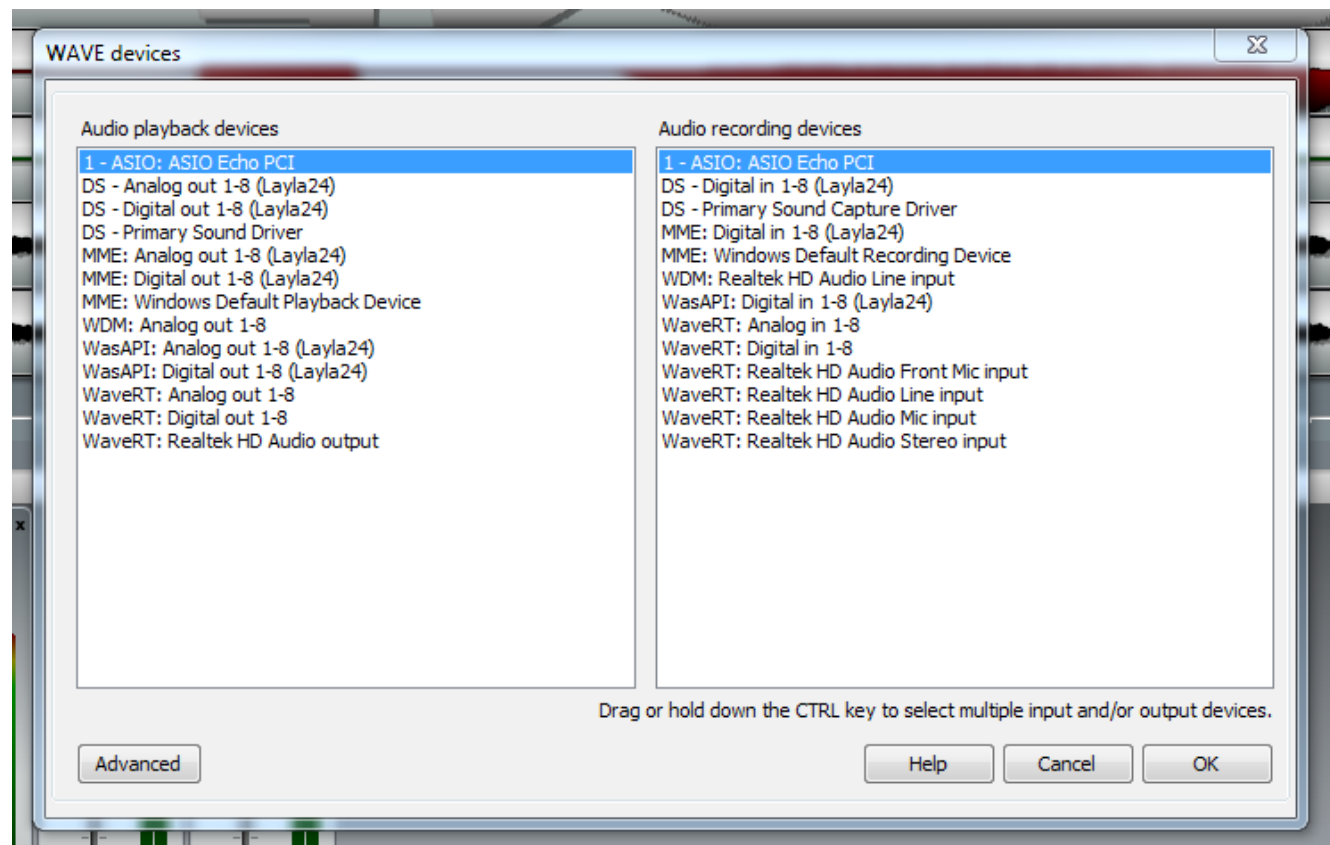 WAVE devices
Audio playback devices
1 - ASIO: ASIO Echo PCI
DS - Analog out 1-8 (Layla24)
DS - Digital out 1-8 (Layla24)
DS - Primary Sound Driver
MME: Analog out 1-8 (Layla24)
MME: Digital out 1-8 (Layla24)
MME: Windows Default Playback Device
WDM: Analog out 1-8
WasAPI: Analog out 1-8 (Layla24)
WasAPI: Digital out 1-8 (Layla24)
WaveRT: Analog out 1-8
WaveRT: Digital out 1-8
WaveRT: Realtek HD Audio output
Audio recording devices
1 - ASIO: ASIO Echo PCI
DS - Digital in 1-8 (Layla24)
DS - Primary Sound Capture Driver
MME: Digital in 1-8 (Layla24)
MME: Windows Default Recording Device
WDM: Realtek HD Audio Line input
WasAPI: Digital in 1-8 (Layla24)
WaveRT: Analog in 1-8
WaveRT: Digital in 1-8
WaveRT: Realtek HD Audio Front Mic input
WaveRT: Realtek HD Audio Line input
WaveRT: Realtek HD Audio Mic input
WaveRT: Realtek HD Audio Stereo input
Drag or hold down the CTRL key to select multiple input and/or output devices.
Advanced
Help
Cancel
OK